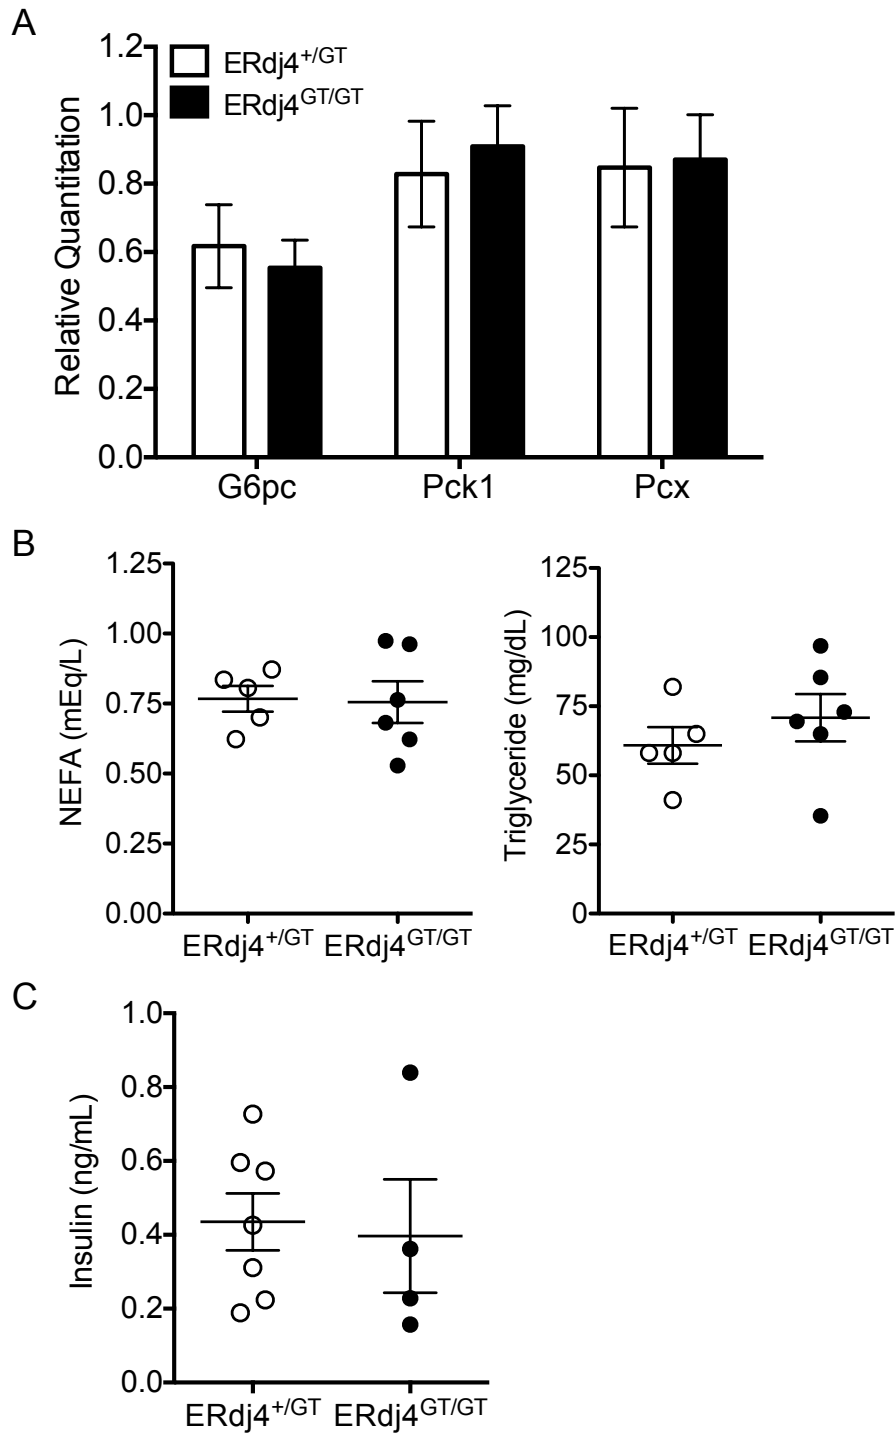 A
Relative Quantitation
1.2
1.0
0.8
0.6
0.4
0.2
0.0
ERdj4+/GT
ERdj4GT/GT
G6pc Pck1 Pcx
B
NEFA (mEq/L)
1.25
1.00
0.75
0.50
0.25
0.00
ERdj4+/GT ERdj4GT/GT
Triglyceride (mg/dL)
125
100
75
50
25
0
ERdj4+/GT ERdj4GT/GT
C
Insulin (ng/mL)
1.0
0.8
0.6
0.4
0.2
0.0
ERdj4+/GT ERdj4GT/GT